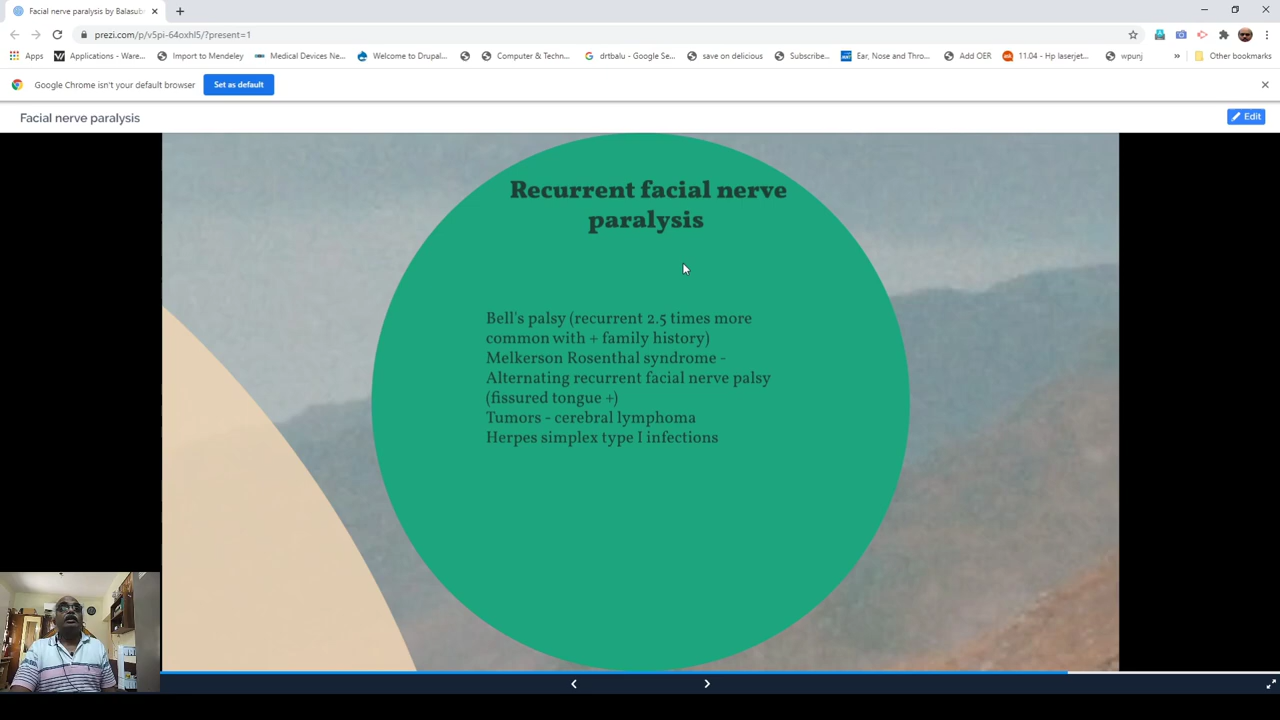 Facial nerve paralysis by Balasub
prezi.com/p/v5pi-64oxhl5/?present=1
Apps
Applications - Ware...
Import to Mendeley
Medical Devices Ne...
Welcome to Drupal...
Computer & Techn...
drtbalu - Google Se...
save on delicious
Subscribe...
Ear, Nose and Thro...
Add OER
11.04 - Hp laserjet...
wpunj
»
Other bookmarks
Google Chrome isn't your default browser
Set as default
Facial nerve paralysis
Edit
Recurrent facial nerve
paralysis
Bell's palsy (recurrent 2.5 times more
common with + family history)
Melkerson Rosenthal syndrome -
Alternating recurrent facial nerve palsy
(fissured tongue +)
Tumors - cerebral lymphoma
Herpes simplex type I infections